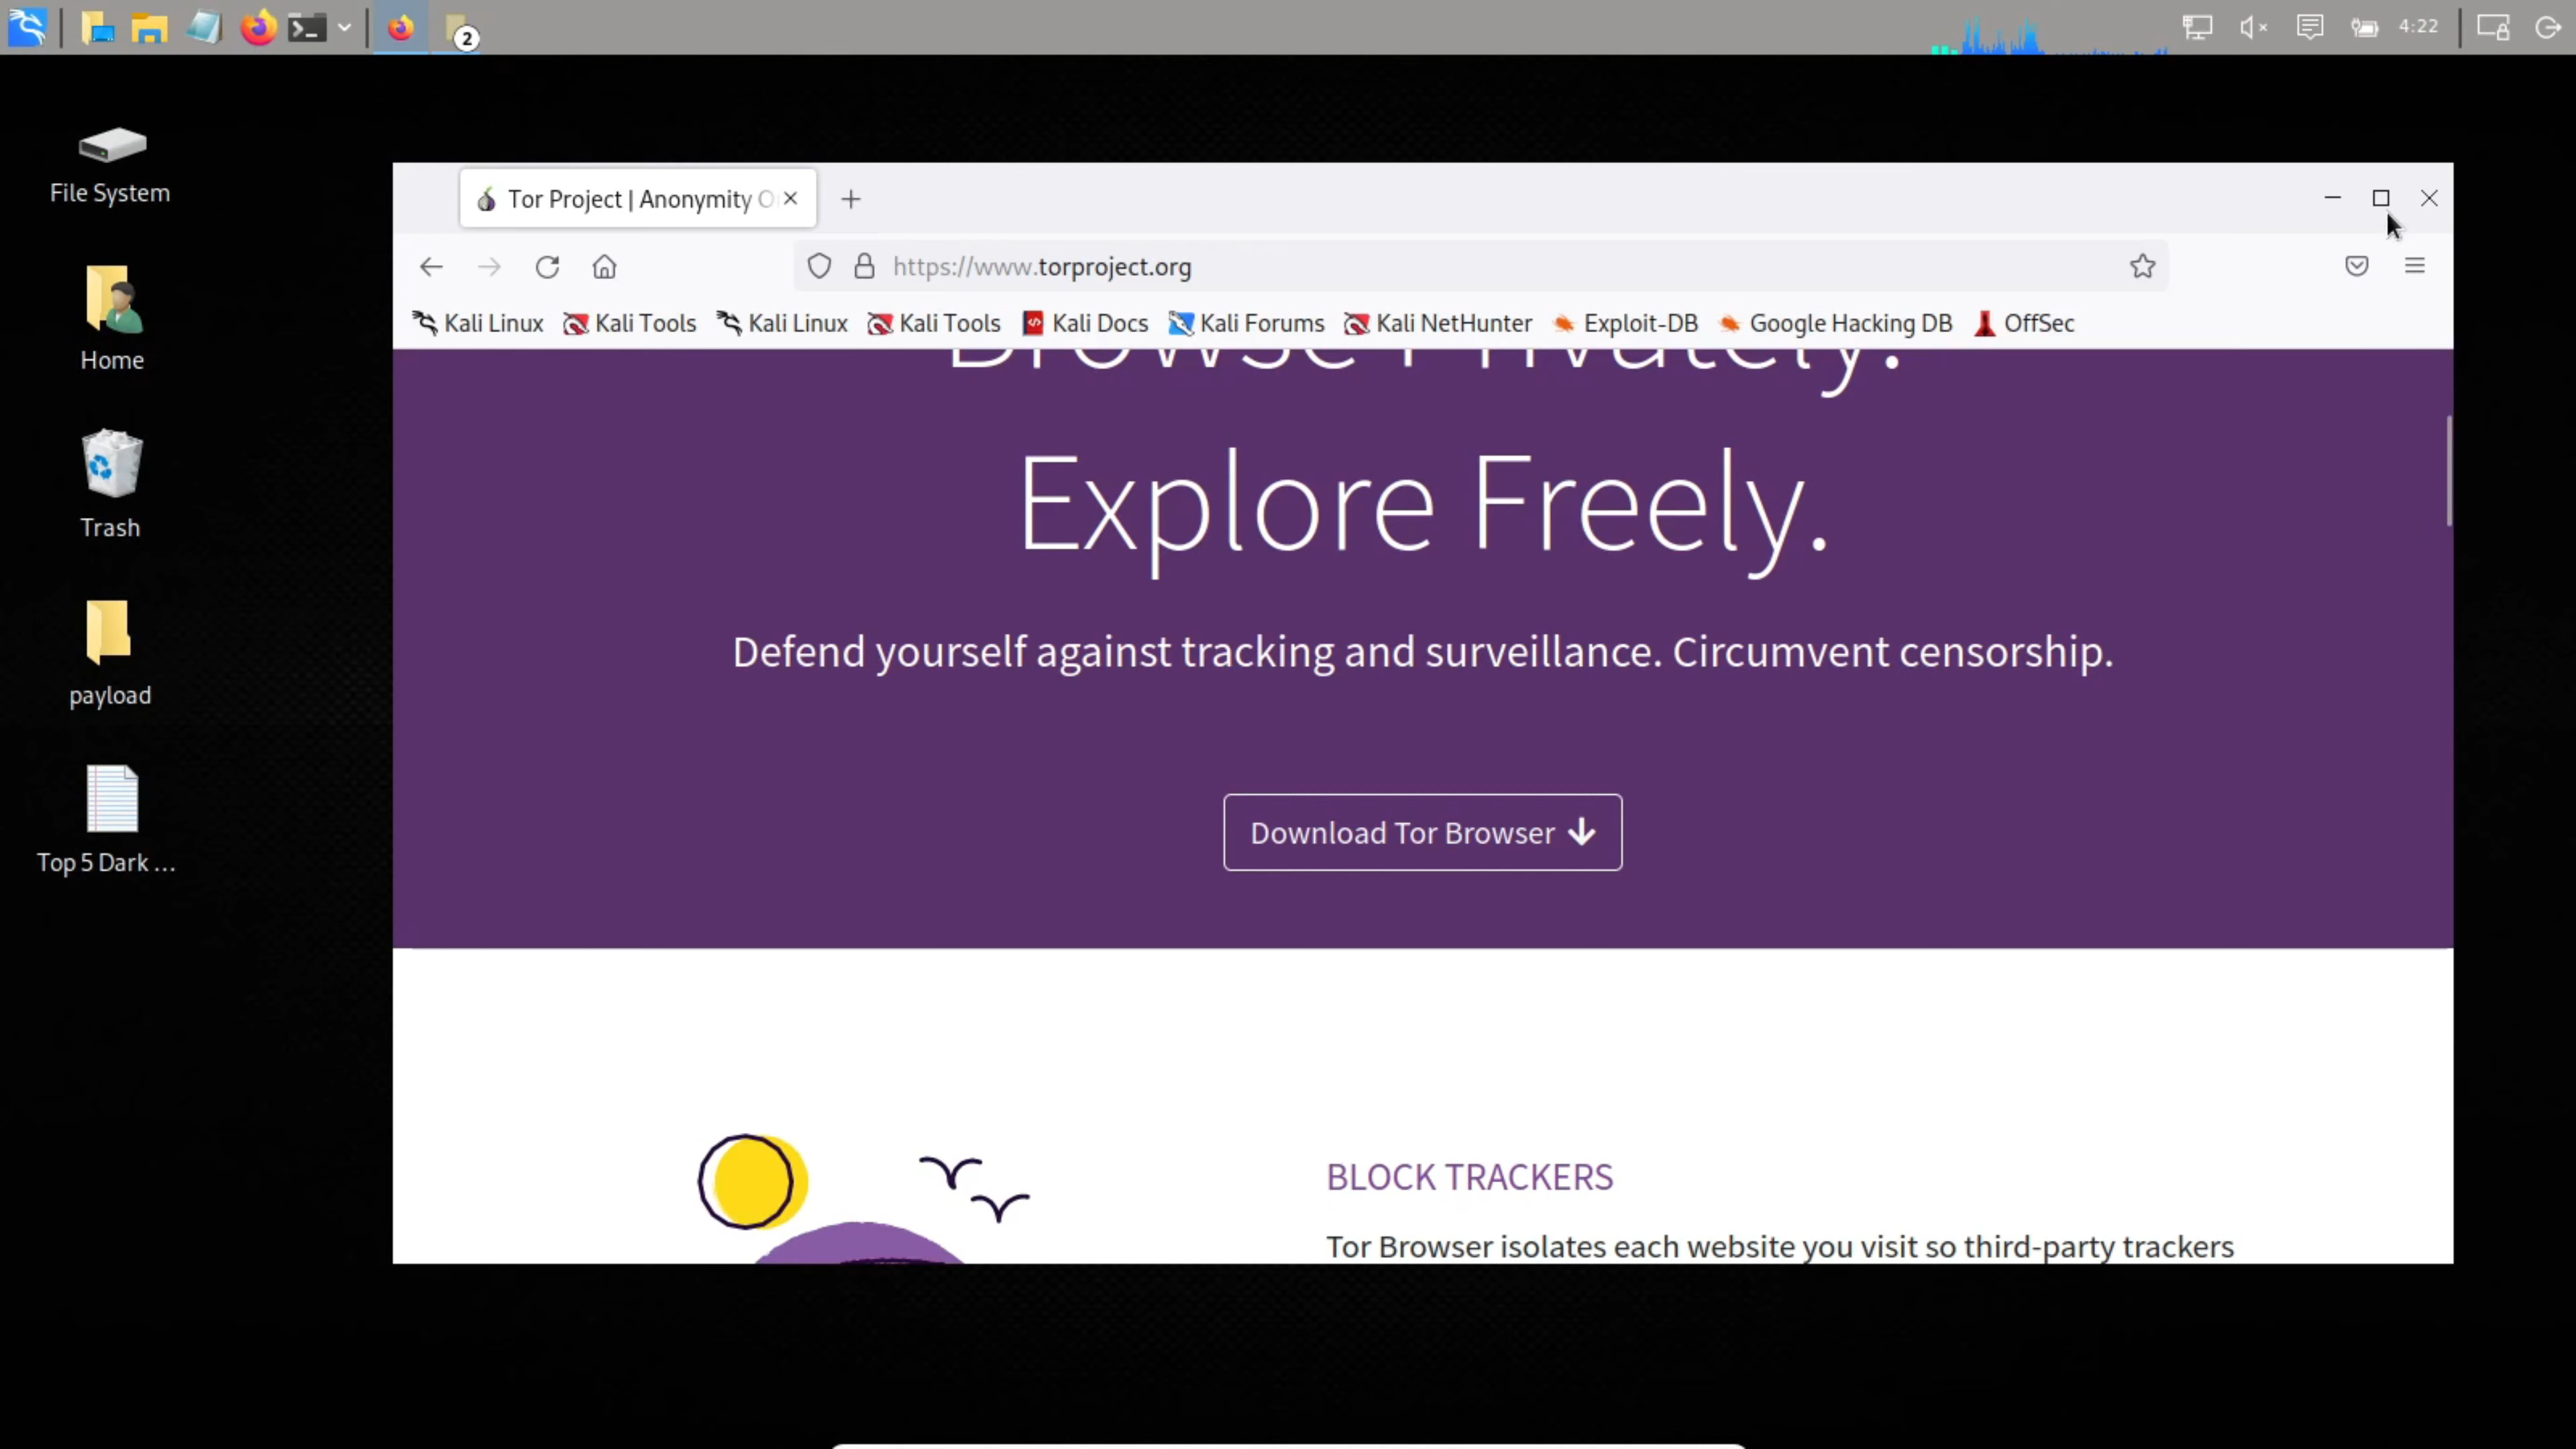 2
4:22
File System
Home
Trash
payload
Top 5 Dark ...
Tor Project | Anonymity O
https://www.torproject.org
Kali Linux Kali Tools Kali Linux Kali Tools Kali Docs Kali Forums Kali NetHunter Exploit-DB Google Hacking DB OffSec
Browse Privately.
Explore Freely.
Defend yourself against tracking and surveillance. Circumvent censorship.
Download Tor Browser
BLOCK TRACKERS
Tor Browser isolates each website you visit so third-party trackers